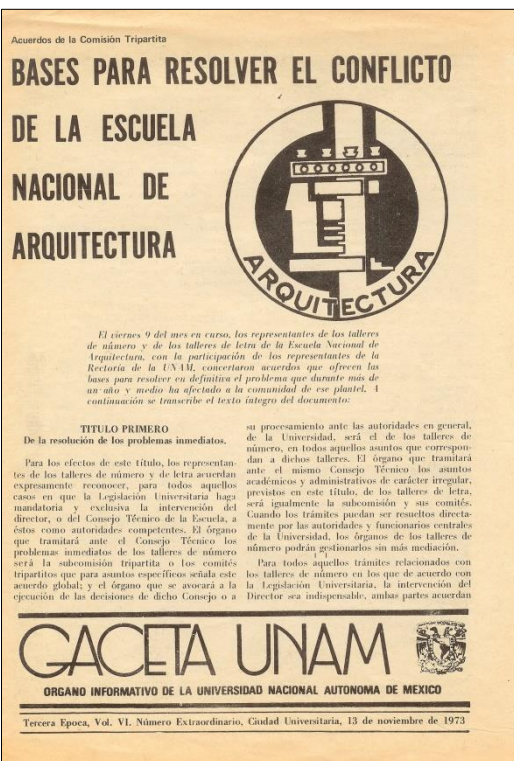 Acuerdos de la Comisión Tripartita
BASES PARA RESOLVER EL CONFLICTO
DE LA ESCUELA
NACIONAL DE
ARQUITECTURA
ARQUITECTURA
El viernes 9 del mes en curso, los representantes de los talleres
de número y de los talleres de letra de la Escuela Nacional de
Arquitectura, con la participación de los representantes de la
Rectoría de la UNAM, concertaron acuerdos que ofrecen las
bases para resolver en definitiva el problema que durante más de
un año y medio ha afectado a la comunidad de ese plantel. A
continuación se transcribe el texto íntegro del documento:
TITULO PRIMERO
De la resolución de los problemas inmediatos.
Para los efectos de este título, los representan-
tes de los talleres de número y de letra acuerdan
expresamente reconocer, para todos aquellos
casos en que la Legislación Universitaria haga
mandatoria y exclusiva la intervención del
director, o del Consejo Técnico de la Escuela, a
éstos como autoridades competentes. El órgano
que tramitará ante el Consejo Técnico los
problemas inmediatos de los talleres de número
será la subcomisión tripartita o los comités
tripartitos que para asuntos específicos señala este
acuerdo global; y el órgano que se avocará a la
ejecución de las decisiones de dicho Consejo o a
su procesamiento ante las autoridades en general,
de la Universidad, será el de los talleres de
número, en todos aquellos asuntos que correspon-
dan a dichos talleres. El órgano que tramitará
ante el mismo Consejo Técnico los asuntos
académicos y administrativos de carácter irregular,
previstos en este título, de los talleres de letra,
será igualmente la subcomisión y sus comités.
Cuando los trámites puedan ser resueltos directa-
mente por las autoridades y funcionarios centrales
de la Universidad, los órganos de los talleres de
número podrán gestionarlos sin más mediación.
Para todos aquellos trámites relacionados con
los talleres de número en los que de acuerdo con
la Legislación Universitaria, la intervención del
Director sea indispensable, ambas partes acuerdan
GACETA UNAM
ORGANO INFORMATIVO DE LA UNIVERSIDAD NACIONAL AUTONOMA DE MEXICO
Tercera Epoca, Vol. VI. Número Extraordinario, Ciudad Universitaria, 13 de noviembre de 1973